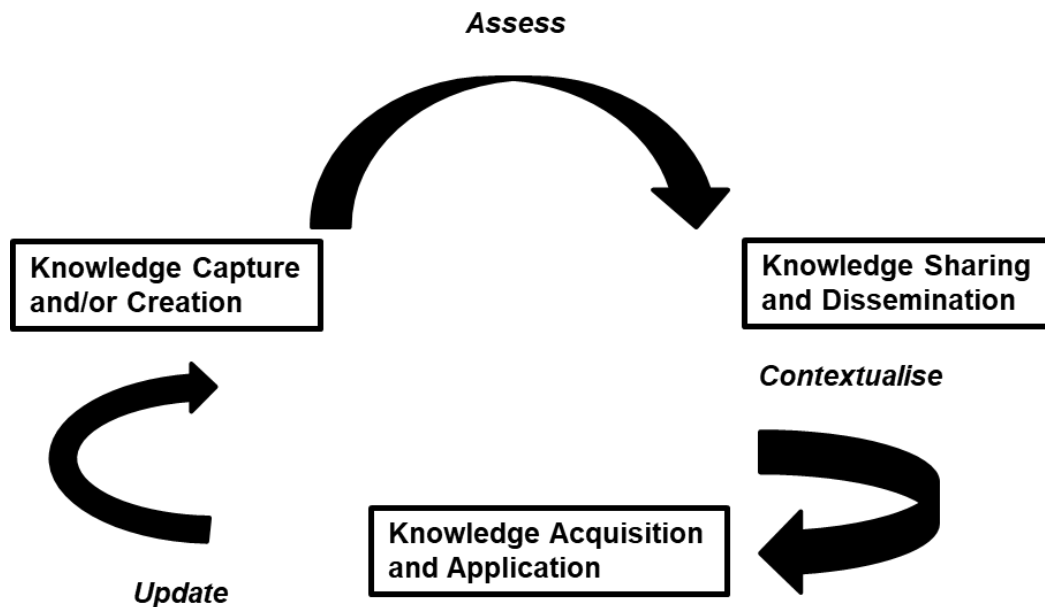 Assess
Knowledge Capture
and/or Creation
Knowledge Sharing
and Dissemination
Contextualise
Knowledge Acquisition
and Application
Update